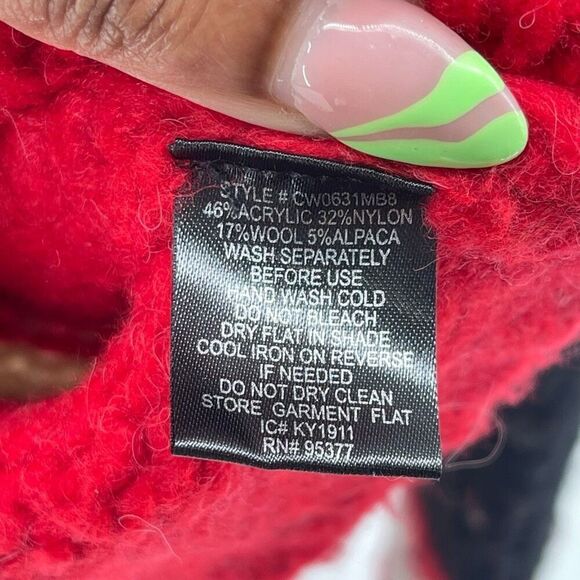 STYLE # CW0631MB8
46%ACRYLIC 32%NYLON
17%WOOL 5%ALPACA
WASH SEPARATELY
BEFORE USE
HAND WASH COLD
DO NOT BLEACH
DRY FLAT IN SHADE
COOL IRON ON REVERSE
IF NEEDED
DO NOT DRY CLEAN
STORE GARMENT FLAT
IC# KY1911
RN# 95377